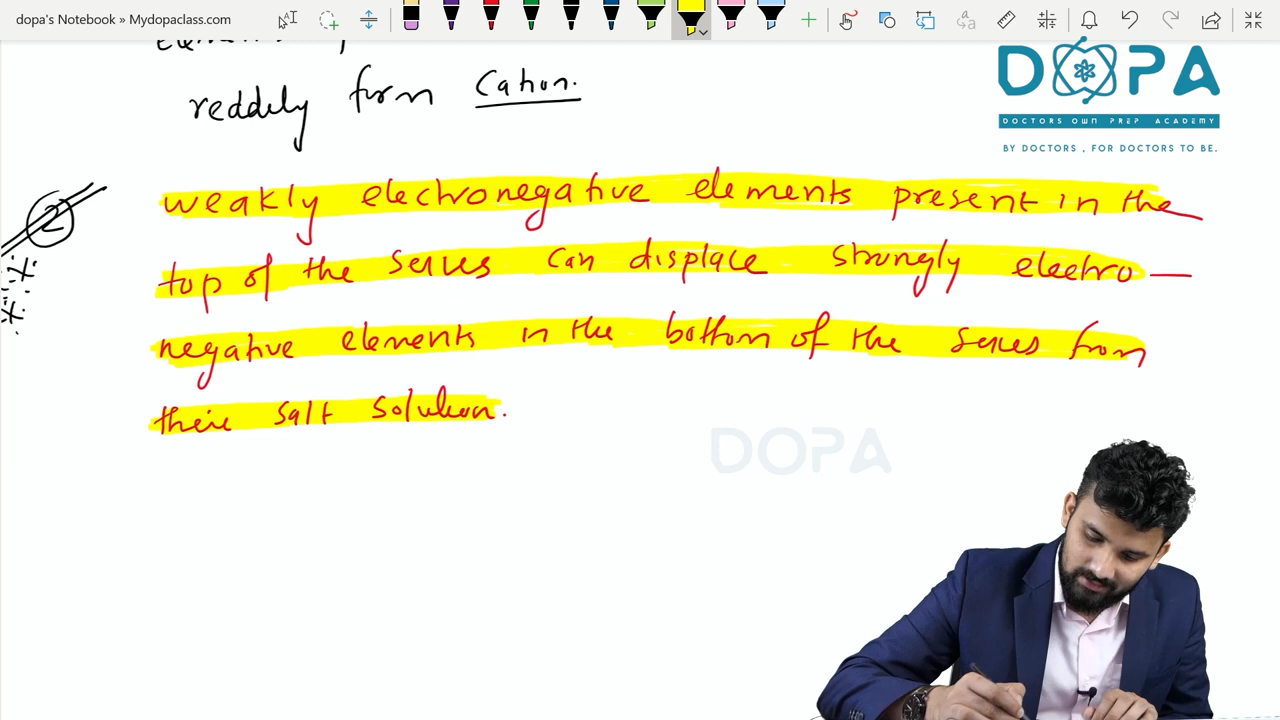 dopa's Notebook » Mydopaclass.com
reddely form Cation.
DOPA
DOCTORS OWN PREP ACADEMY
BY DOCTORS , FOR DOCTORS TO BE.
2
weakly electronegative elements present in the
top of the series can displace strongly electro —
negative elements in the bottom of the series from
their salt solution.
DOPA